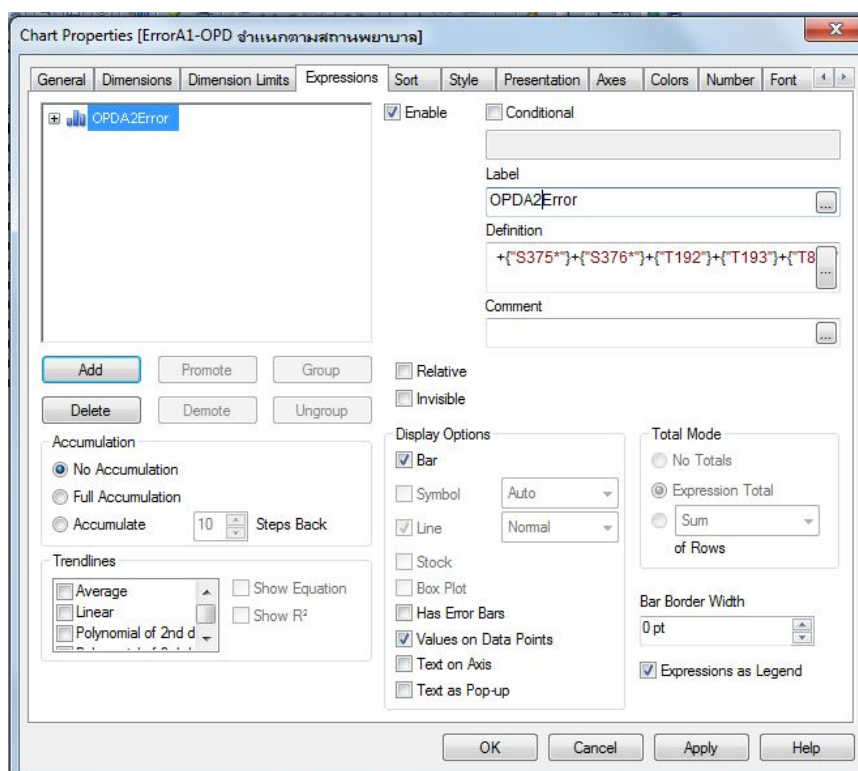 Chart Properties [ErrorA1-OPD จำแนกตามสถานพยาบาล]
General Dimensions Dimension Limits Expressions Sort Style Presentation Axes Colors Number Font
OPDA2Error
Enable Conditional
Label
OPDA2Error ...
Definition
+{"S375*"}+{"S376*"}+{"T192"}+{"T193"}+{"T8 ...
Comment
...
Add Promote Group
Delete Demote Ungroup
Relative
Invisible
Accumulation
No Accumulation
Full Accumulation
Accumulate 10 Steps Back
Trendlines
Average
Linear
Polynomial of 2nd d
Show Equation
Show R²
Display Options
Bar
Symbol Auto
Line Normal
Stock
Box Plot
Has Error Bars
Values on Data Points
Text on Axis
Text as Pop-up
Total Mode
No Totals
Expression Total
Sum
of Rows
Bar Border Width
0 pt
Expressions as Legend
OK Cancel Apply Help